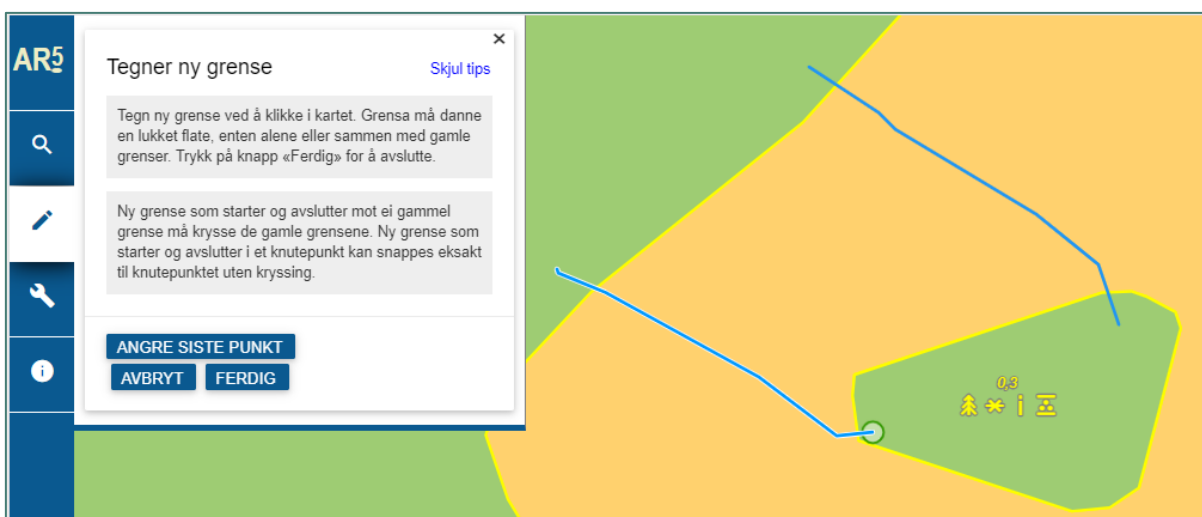 AR5
Tegner ny grense
Skjul tips
Tegn ny grense ved å klikke i kartet. Grensa må danne
en lukket flate, enten alene eller sammen med gamle
grenser. Trykk på knapp «Ferdig» for å avslutte.
Ny grense som starter og avslutter mot ei gammel
grense må krysse de gamle grensene. Ny grense som
starter og avslutter i et knutepunkt kan snappes eksakt
til knutepunktet uten kryssing.
ANGRE SISTE PUNKT
AVBRYT FERDIG
0,3